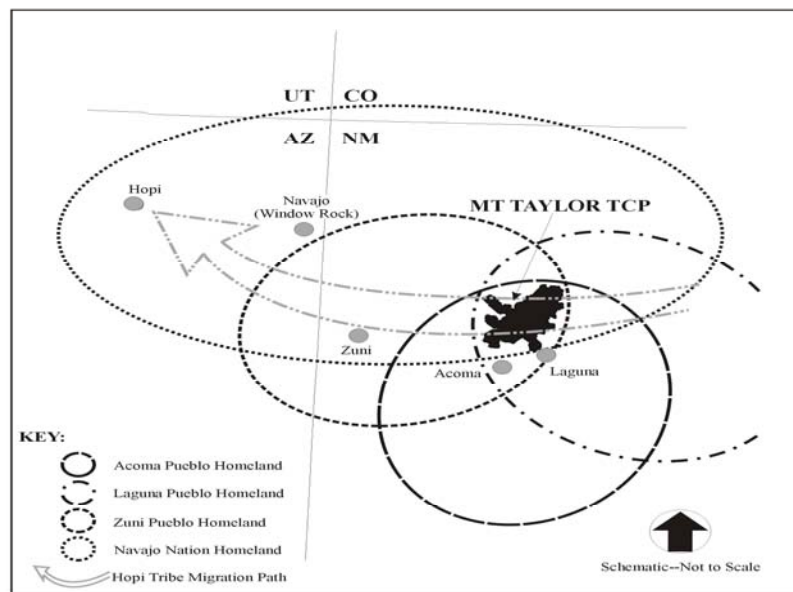 UT CO
AZ NM
Hopi
Navajo
(Window Rock)
MT TAYLOR TCP
Zuni
Acoma
Laguna
KEY:
Acoma Pueblo Homeland
Laguna Pueblo Homeland
Zuni Pueblo Homeland
Navajo Nation Homeland
Hopi Tribe Migration Path
Schematic--Not to Scale